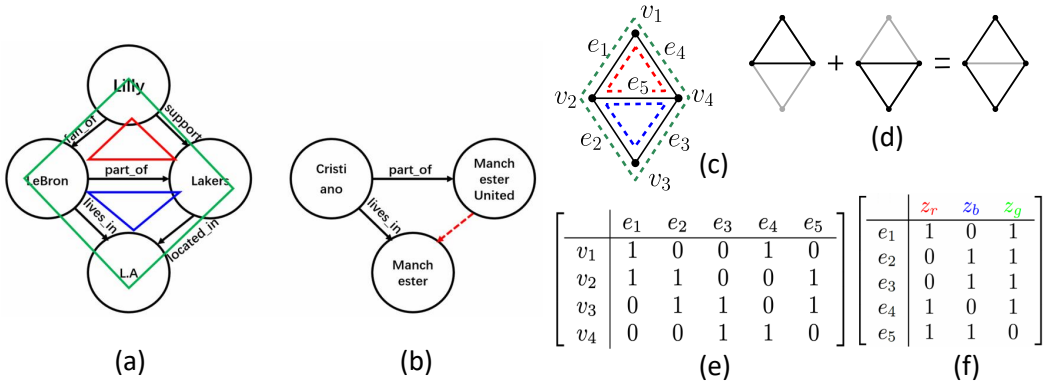 Lilly
fan_of
support
LeBron
part_of
Lakers
lives_in
located_in
L.A
(a)
Cristi
ano
part_of
Manch
ester
United
lives_in
Manch
ester
(b)
v1
e1
e4
e5
v2
v4
e2
e3
v3
(c)
+
=
(d)
e1 e2 e3 e4 e5
v1 1 0 0 1 0
v2 1 1 0 0 1
v3 0 1 1 0 1
v4 0 0 1 1 0
(e)
zr zb zg
e1 1 0 1
e2 0 1 1
e3 0 1 1
e4 1 0 1
e5 1 1 0
(f)